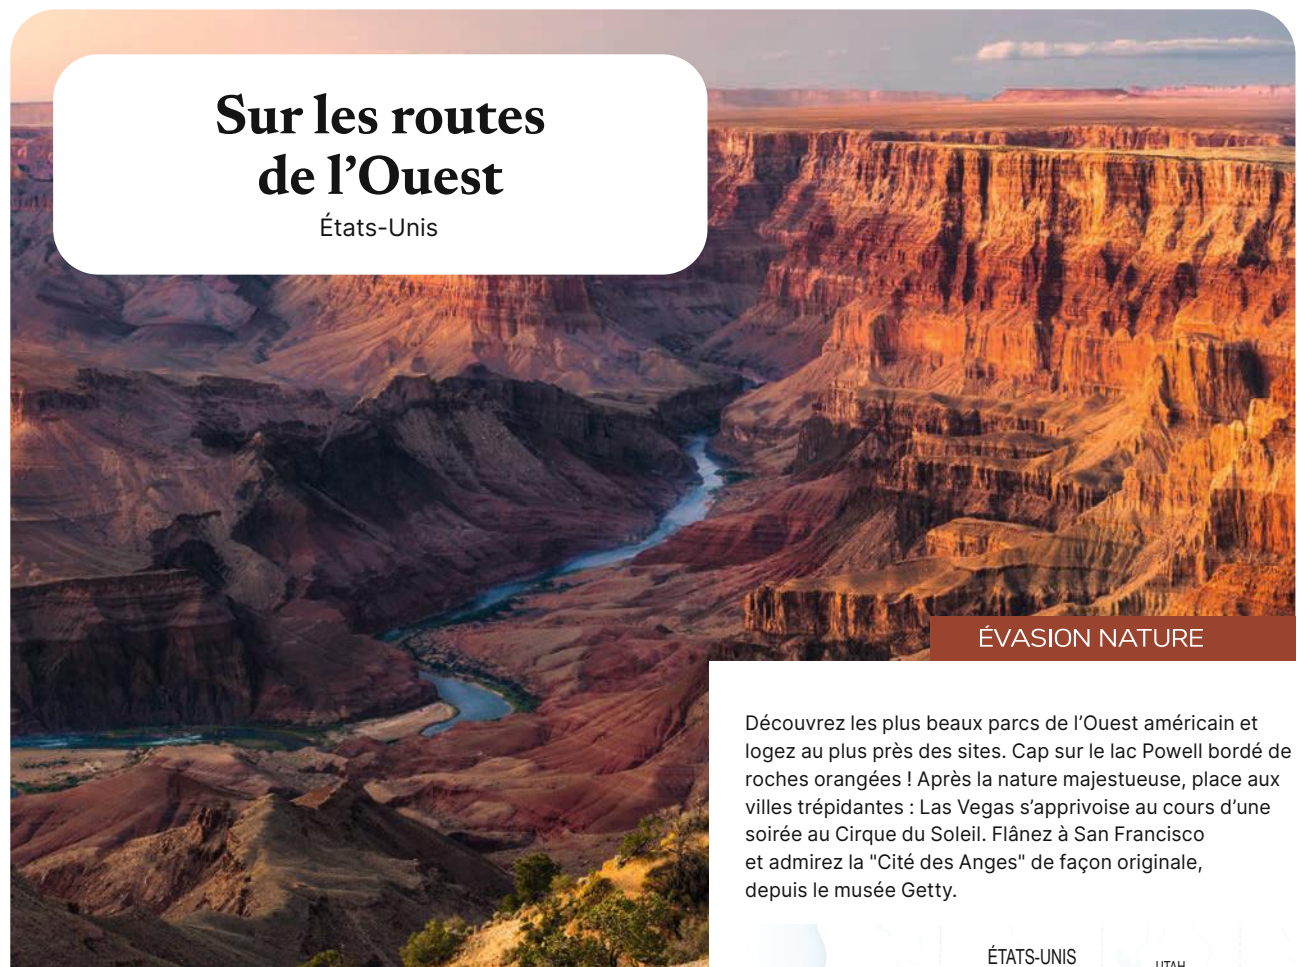 Sur les routes
de l’Ouest
États-Unis
ÉVASION NATURE
Découvrez les plus beaux parcs de l’Ouest américain et
logez au plus près des sites. Cap sur le lac Powell bordé de
roches orangées ! Après la nature majestueuse, place aux
villes trépidantes : Las Vegas s’apprivoise au cours d’une
soirée au Cirque du Soleil. Flânez à San Francisco
et admirez la "Cité des Anges" de façon originale,
depuis le musée Getty.
ÉTATS-UNIS
UTAH